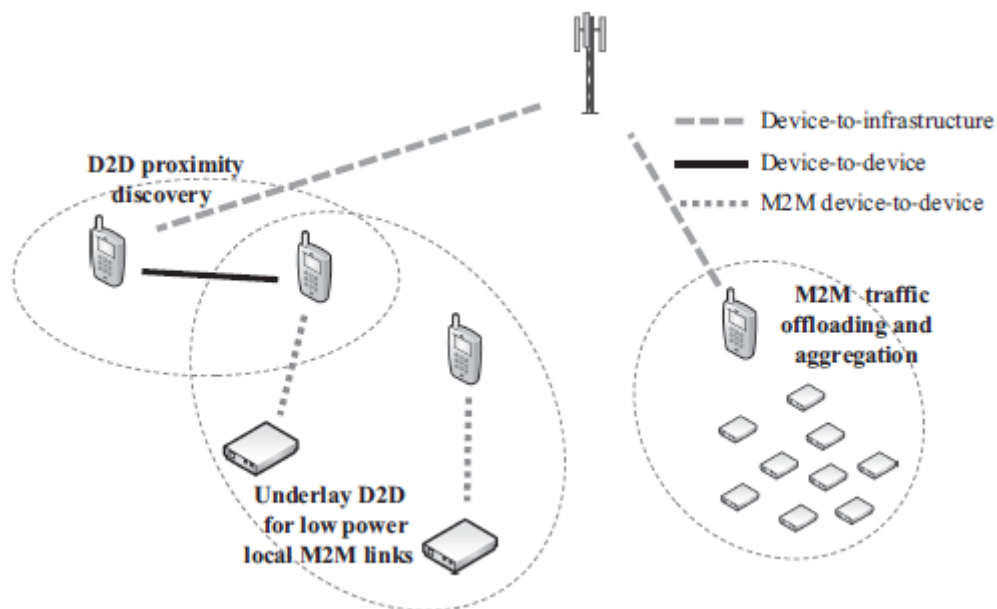 Device-to-infrastructure
Device-to-device
M2M device-to-device
D2D proximity
discovery
M2M traffic
offloading and
aggregation
Underlay D2D
for low power
local M2M links